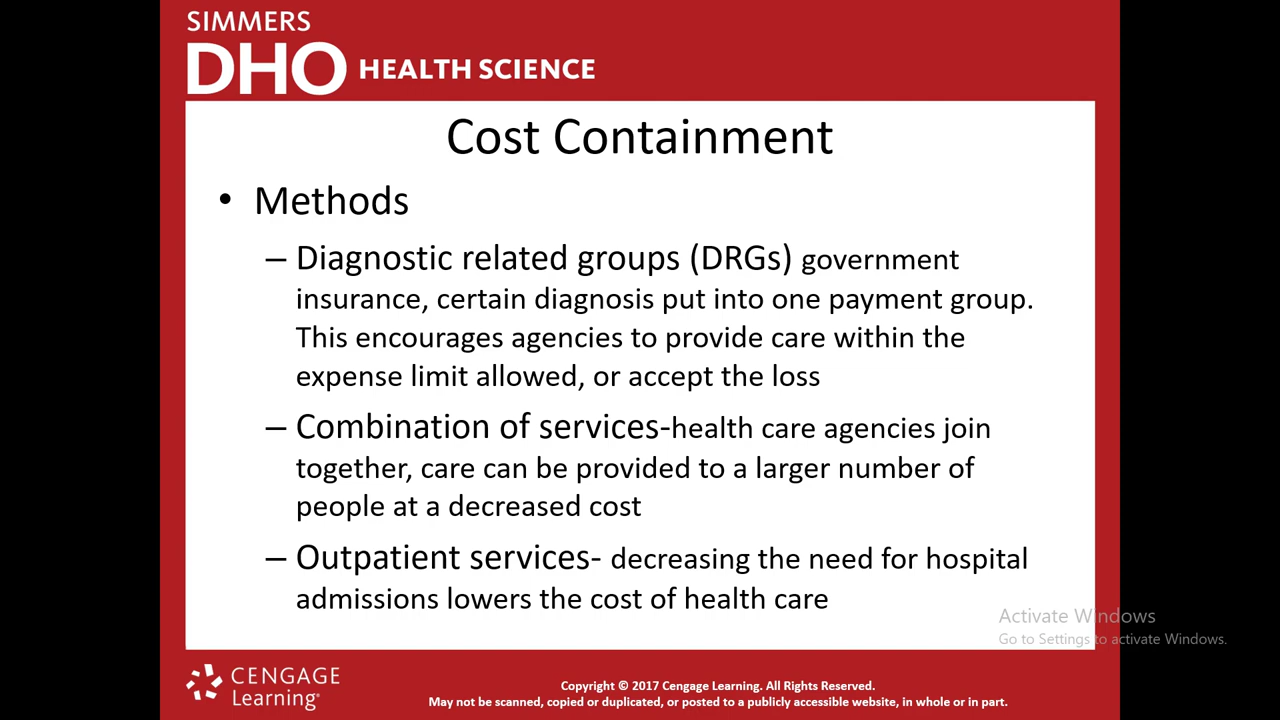 SIMMERS
DHO HEALTH SCIENCE
Cost Containment
• Methods
– Diagnostic related groups (DRGs) government
insurance, certain diagnosis put into one payment group.
This encourages agencies to provide care within the
expense limit allowed, or accept the loss
– Combination of services-health care agencies join
together, care can be provided to a larger number of
people at a decreased cost
– Outpatient services- decreasing the need for hospital
admissions lowers the cost of health care
Activate Windows
Go to Settings to activate Windows.
CENGAGE
Learning®
Copyright © 2017 Cengage Learning. All Rights Reserved.
May not be scanned, copied or duplicated, or posted to a publicly accessible website, in whole or in part.